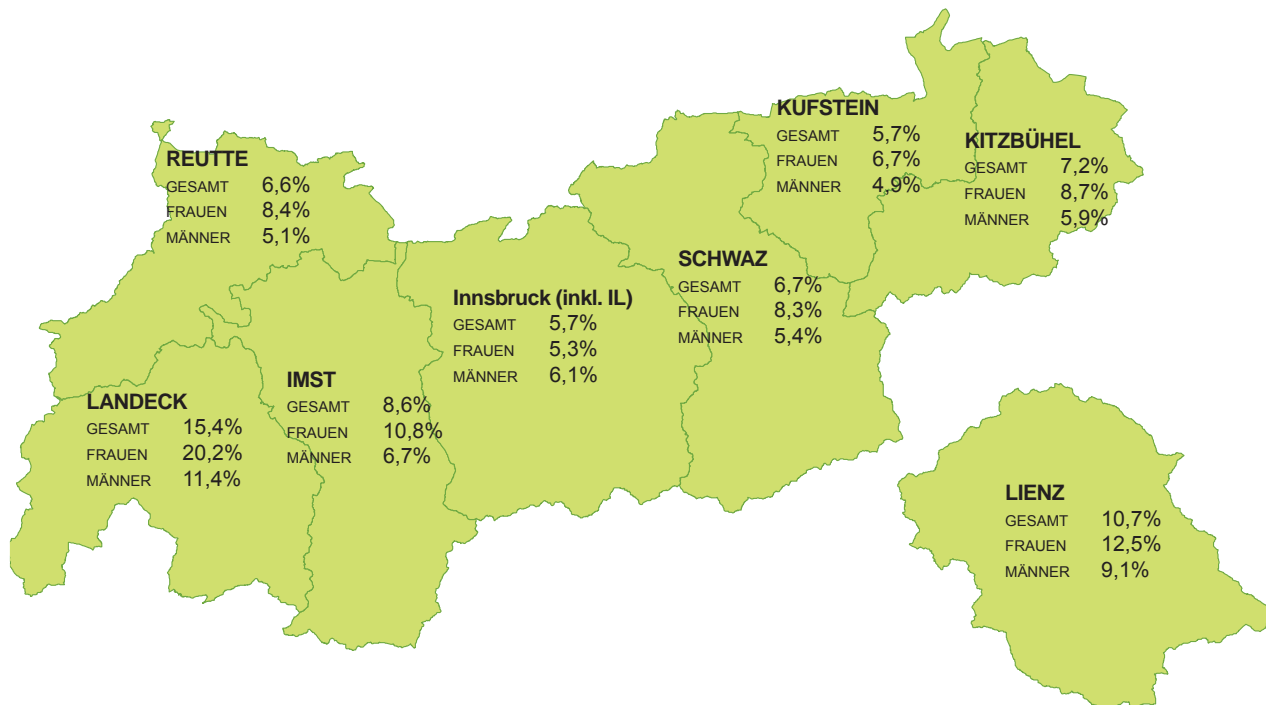 KUFSTEIN
GESAMT 5,7%
FRAUEN 6,7%
MÄNNER 4,9%
KITZBÜHEL
GESAMT 7,2%
FRAUEN 8,7%
MÄNNER 5,9%
REUTTE
GESAMT 6,6%
FRAUEN 8,4%
MÄNNER 5,1%
SCHWAZ
GESAMT 6,7%
FRAUEN 8,3%
MÄNNER 5,4%
Innsbruck (inkl. IL)
GESAMT 5,7%
FRAUEN 5,3%
MÄNNER 6,1%
IMST
GESAMT 8,6%
FRAUEN 10,8%
MÄNNER 6,7%
LANDECK
GESAMT 15,4%
FRAUEN 20,2%
MÄNNER 11,4%
LIENZ
GESAMT 10,7%
FRAUEN 12,5%
MÄNNER 9,1%